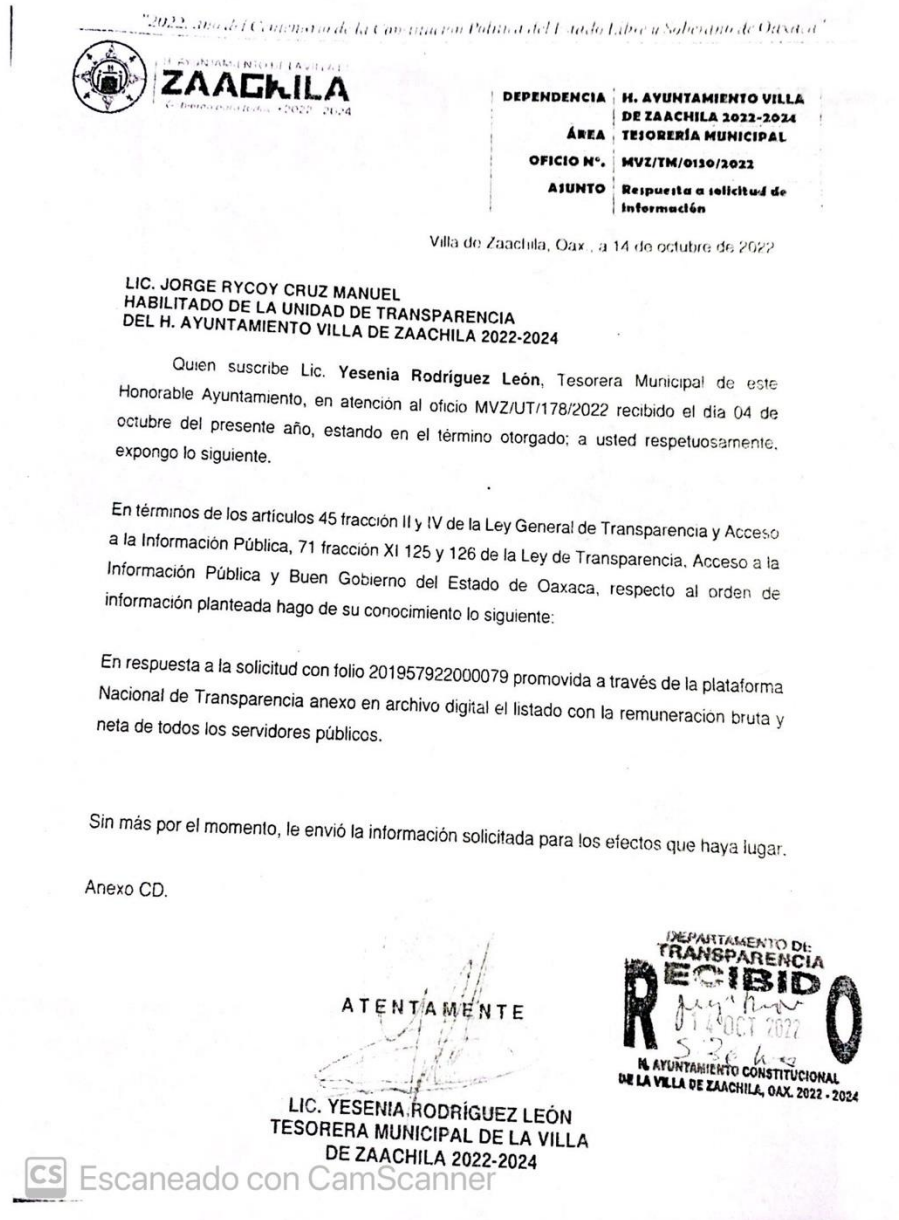 "2022, año del Centenario de la Constitución Política del Estado Libre y Soberano de Oaxaca"
H. AYUNTAMIENTO DE LA VILLA DE
ZAACHILA
2022 - 2024
DEPENDENCIA H. AYUNTAMIENTO VILLA
DE ZAACHILA 2022-2024
ÁREA TESORERÍA MUNICIPAL
OFICIO N°. MVZ/TM/0130/2022
ASUNTO Respuesta a solicitud de
información
Villa de Zaachila, Oax., a 14 de octubre de 2022
LIC. JORGE RYCOY CRUZ MANUEL
HABILITADO DE LA UNIDAD DE TRANSPARENCIA
DEL H. AYUNTAMIENTO VILLA DE ZAACHILA 2022-2024
Quien suscribe Lic. Yesenia Rodríguez León, Tesorera Municipal de este
Honorable Ayuntamiento, en atención al oficio MVZ/UT/178/2022 recibido el día 04 de
octubre del presente año, estando en el término otorgado; a usted respetuosamente,
expongo lo siguiente.
En términos de los artículos 45 fracción II y IV de la Ley General de Transparencia y Acceso
a la Información Pública, 71 fracción XI 125 y 126 de la Ley de Transparencia, Acceso a la
Información Pública y Buen Gobierno del Estado de Oaxaca, respecto al orden de
información planteada hago de su conocimiento lo siguiente:
En respuesta a la solicitud con folio 201957922000079 promovida a través de la plataforma
Nacional de Transparencia anexo en archivo digital el listado con la remuneración bruta y
neta de todos los servidores públicos.
Sin más por el momento, le envió la información solicitada para los efectos que haya lugar.
Anexo CD.
ATENTAMENTE
LIC. YESENIA RODRÍGUEZ LEÓN
TESORERA MUNICIPAL DE LA VILLA
DE ZAACHILA 2022-2024
DEPARTAMENTO DE:
TRANSPARENCIA
RECIBIDO
14 OCT 2022
H. AYUNTAMIENTO CONSTITUCIONAL
DE LA VILLA DE ZAACHILA, OAX. 2022 - 2024
CS Escaneado con CamScanner